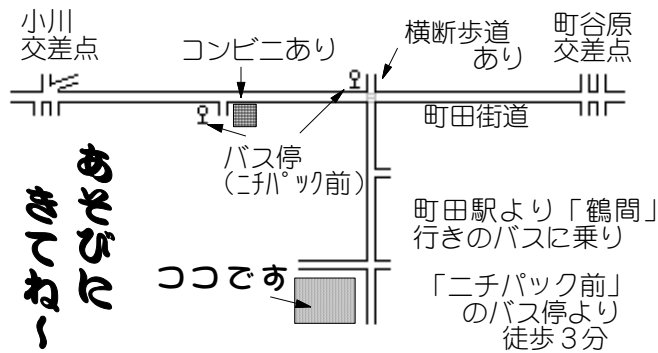 小川
交差点
コンビニあり
横断歩道
あり
町谷原
交差点
町田街道
バス停
(ニチパック前)
あそびに
きてね~
町田駅より「鶴間」
行きのバスに乗り
ココです
「ニチパック前」
のバス停より
徒歩3分